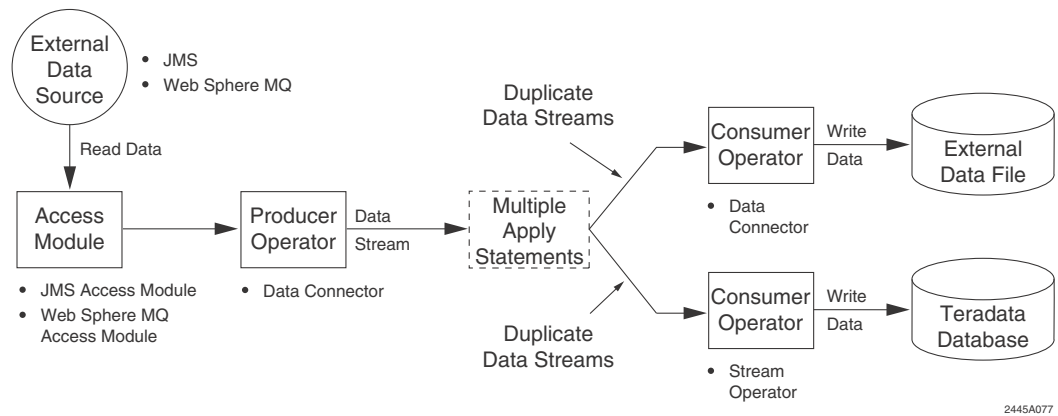 External
Data
Source
• JMS
• Web Sphere MQ
Read Data
Access
Module
• JMS Access Module
• Web Sphere MQ
Access Module
Producer
Operator
• Data Connector
Data
Stream
Multiple
Apply
Statements
Duplicate
Data Streams
Duplicate
Data Streams
Consumer
Operator
• Data
Connector
Write
Data
External
Data File
Consumer
Operator
• Stream
Operator
Write
Data
Teradata
Database
2445A077